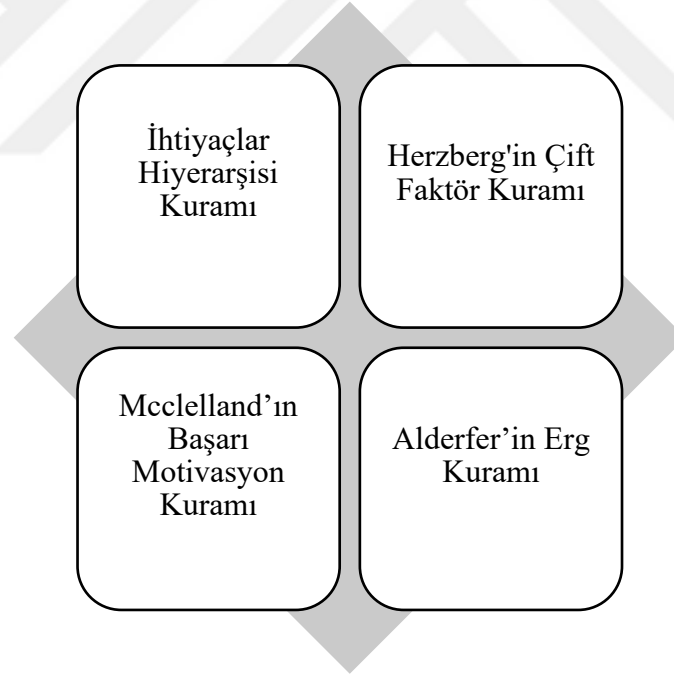 İhtiyaçlar
Hiyerarşisi
Kuramı
Herzberg'in Çift
Faktör Kuramı
Mcclelland’ın
Başarı
Motivasyon
Kuramı
Alderfer’in Erg
Kuramı